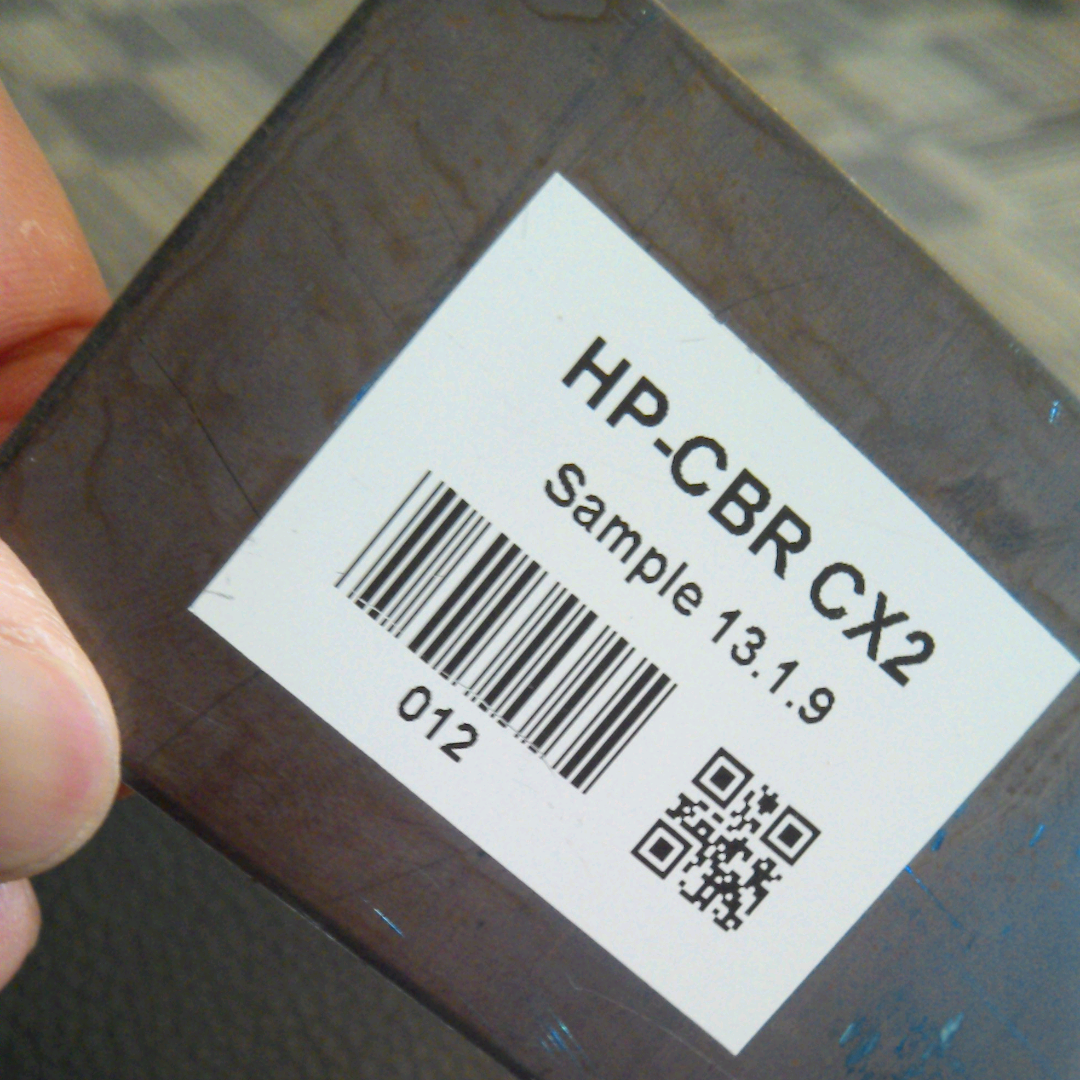 HP-CBR CX2
Sample 13.1.9
012